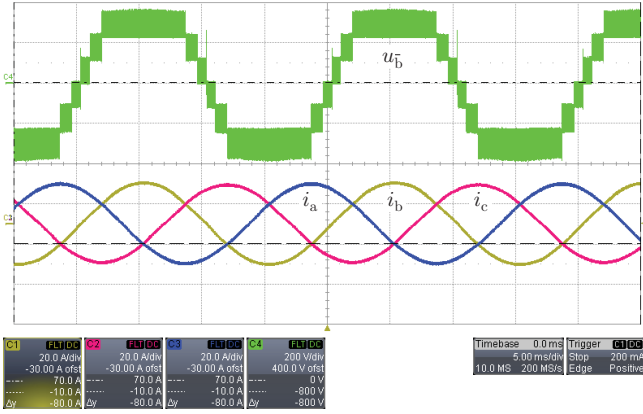 C4
u_b̄
i_a i_b i_c
C1 FLT DC
20.0 A/div
-30.00 A ofst
70.0 A
-10.0 A
Δy -80.0 A
C2 FLT DC
20.0 A/div
-30.00 A ofst
70.0 A
-10.0 A
Δy -80.0 A
C3 FLT DC
20.0 A/div
-30.00 A ofst
70.0 A
-10.0 A
Δy -80.0 A
C4 FLT DC
200 V/div
400.0 V ofst
0 V
-800 V
Δy -800 V
Timebase 0.0 ms
5.00 ms/div
10.0 MS 200 MS/s
Trigger C1 DC
Stop 200 mA
Edge Positive